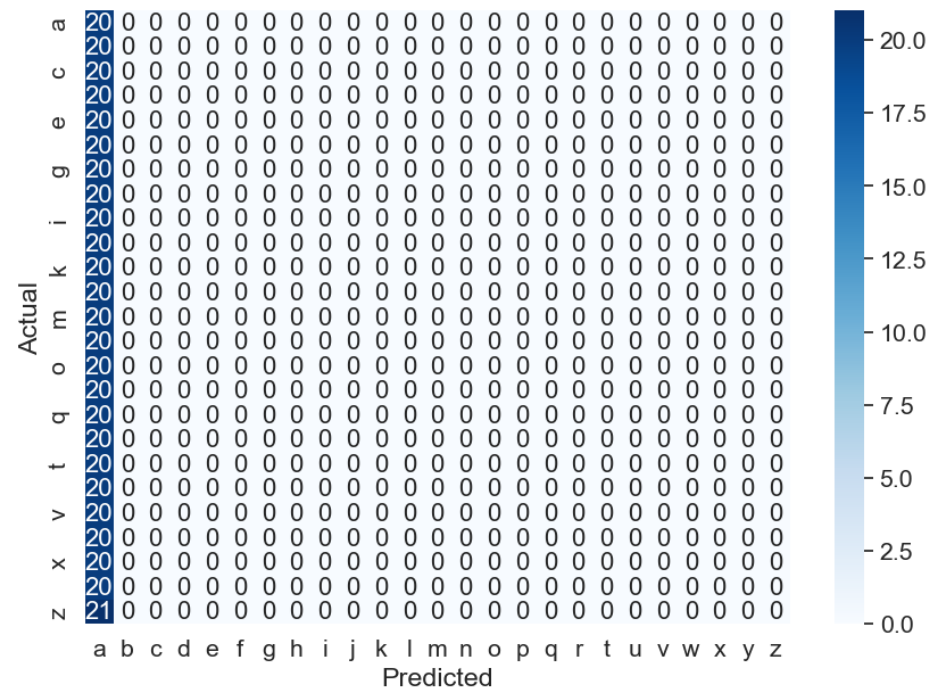 a 20 0 0 0 0 0 0 0 0 0 0 0 0 0 0 0 0 0 0 0 0 0 0 0 0
20 0 0 0 0 0 0 0 0 0 0 0 0 0 0 0 0 0 0 0 0 0 0 0 0
c 20 0 0 0 0 0 0 0 0 0 0 0 0 0 0 0 0 0 0 0 0 0 0 0 0
20 0 0 0 0 0 0 0 0 0 0 0 0 0 0 0 0 0 0 0 0 0 0 0 0
e 20 0 0 0 0 0 0 0 0 0 0 0 0 0 0 0 0 0 0 0 0 0 0 0 0
20 0 0 0 0 0 0 0 0 0 0 0 0 0 0 0 0 0 0 0 0 0 0 0 0
g 20 0 0 0 0 0 0 0 0 0 0 0 0 0 0 0 0 0 0 0 0 0 0 0 0
20 0 0 0 0 0 0 0 0 0 0 0 0 0 0 0 0 0 0 0 0 0 0 0 0
i 20 0 0 0 0 0 0 0 0 0 0 0 0 0 0 0 0 0 0 0 0 0 0 0 0
20 0 0 0 0 0 0 0 0 0 0 0 0 0 0 0 0 0 0 0 0 0 0 0 0
k 20 0 0 0 0 0 0 0 0 0 0 0 0 0 0 0 0 0 0 0 0 0 0 0 0
20 0 0 0 0 0 0 0 0 0 0 0 0 0 0 0 0 0 0 0 0 0 0 0 0
m 20 0 0 0 0 0 0 0 0 0 0 0 0 0 0 0 0 0 0 0 0 0 0 0 0
20 0 0 0 0 0 0 0 0 0 0 0 0 0 0 0 0 0 0 0 0 0 0 0 0
o 20 0 0 0 0 0 0 0 0 0 0 0 0 0 0 0 0 0 0 0 0 0 0 0 0
20 0 0 0 0 0 0 0 0 0 0 0 0 0 0 0 0 0 0 0 0 0 0 0 0
q 20 0 0 0 0 0 0 0 0 0 0 0 0 0 0 0 0 0 0 0 0 0 0 0 0
20 0 0 0 0 0 0 0 0 0 0 0 0 0 0 0 0 0 0 0 0 0 0 0 0
t 20 0 0 0 0 0 0 0 0 0 0 0 0 0 0 0 0 0 0 0 0 0 0 0 0
20 0 0 0 0 0 0 0 0 0 0 0 0 0 0 0 0 0 0 0 0 0 0 0 0
v 20 0 0 0 0 0 0 0 0 0 0 0 0 0 0 0 0 0 0 0 0 0 0 0 0
20 0 0 0 0 0 0 0 0 0 0 0 0 0 0 0 0 0 0 0 0 0 0 0 0
x 20 0 0 0 0 0 0 0 0 0 0 0 0 0 0 0 0 0 0 0 0 0 0 0 0
20 0 0 0 0 0 0 0 0 0 0 0 0 0 0 0 0 0 0 0 0 0 0 0 0
z 21 0 0 0 0 0 0 0 0 0 0 0 0 0 0 0 0 0 0 0 0 0 0 0 0
a b c d e f g h i j k l m n o p q r t u v w x y z
Predicted
Actual
20.0
17.5
15.0
12.5
10.0
7.5
5.0
2.5
0.0